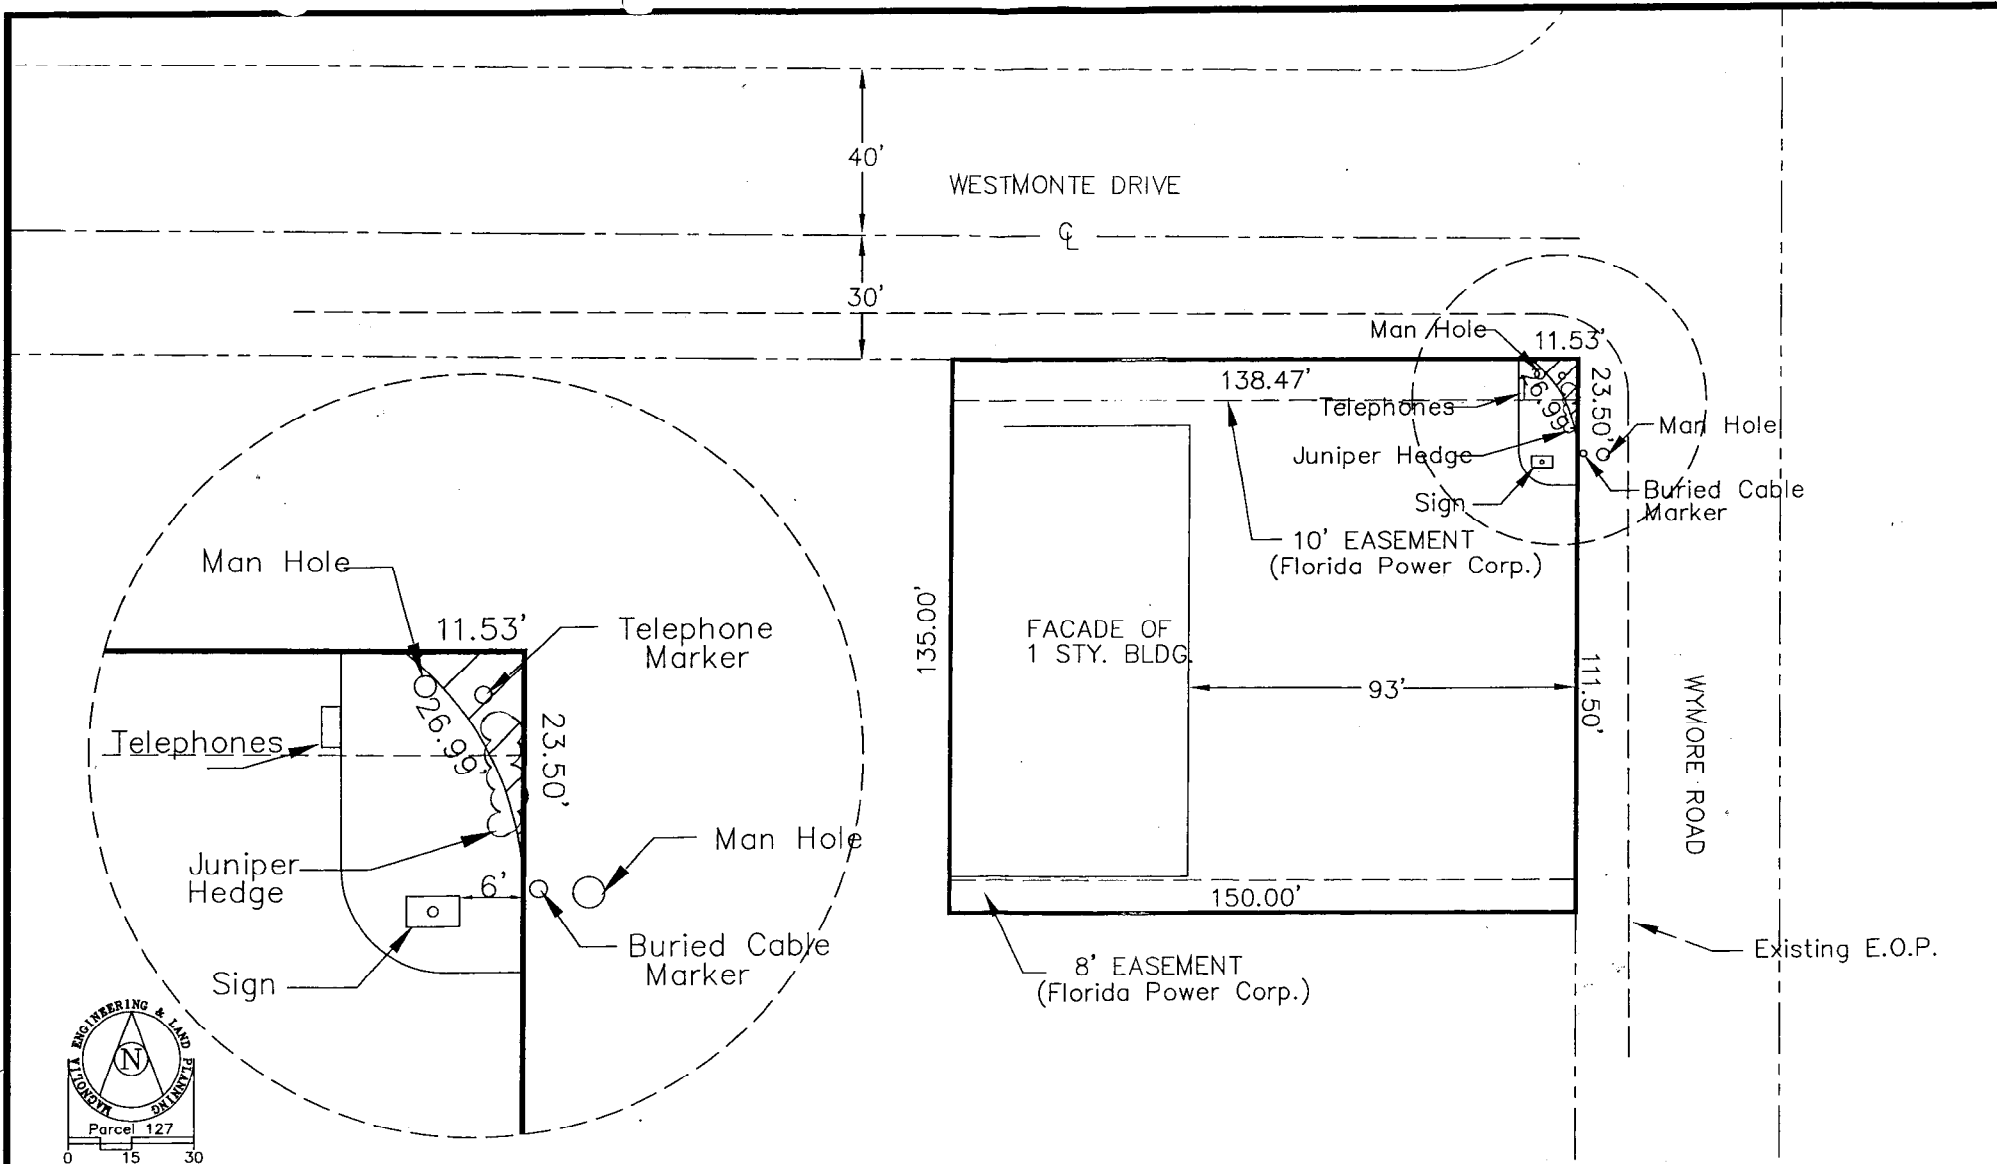 40'
WESTMONTE DRIVE
℄
30'
Man Hole
11.53'
138.47'
Telephones
26.99'
23.50'
Man Hole
Juniper Hedge
Sign
Buried Cable
Marker
10' EASEMENT
(Florida Power Corp.)
135.00'
FACADE OF
1 STY. BLDG.
93'
111.50'
WYMORE ROAD
150.00'
8' EASEMENT
(Florida Power Corp.)
Existing E.O.P.
Man Hole
11.53'
Telephone
Marker
26.99'
23.50'
Telephones
Man Hole
Juniper
Hedge
6'
Buried Cable
Marker
Sign
MAGNOLIA ENGINEERING & LAND PLANNING
N
Parcel 127
0 15 30